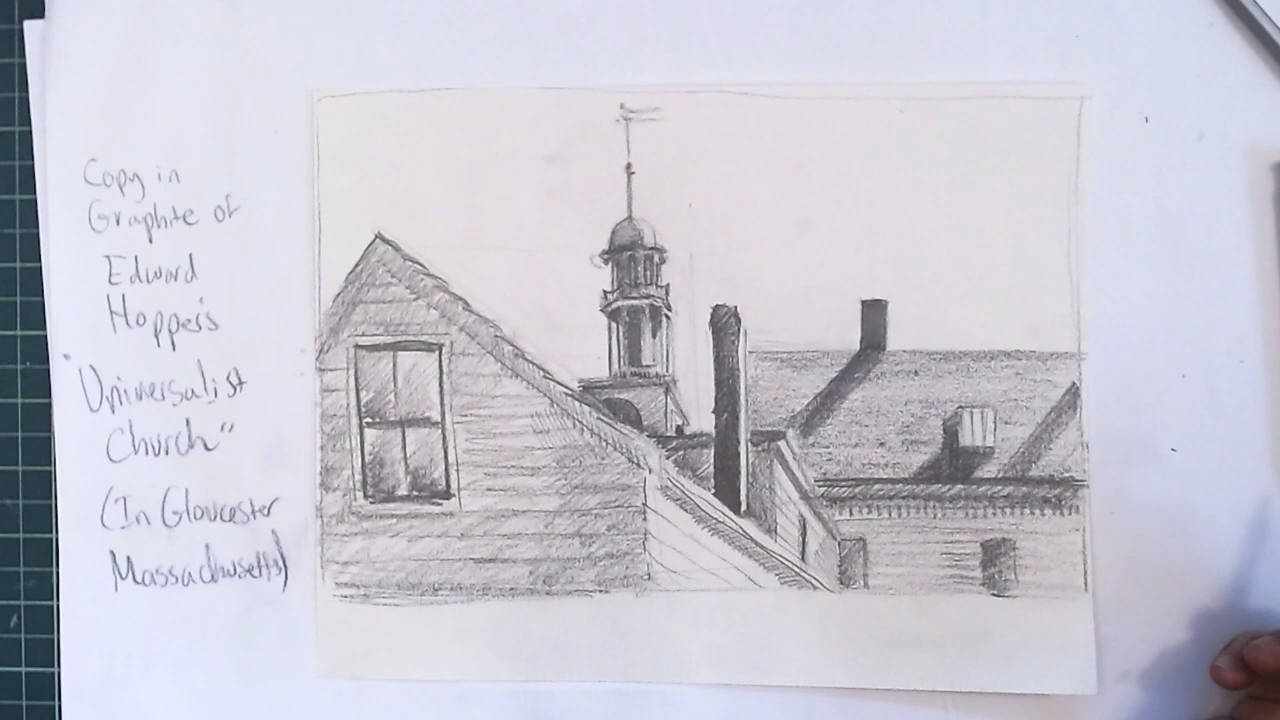 Copy in
Graphite of
Edward
Hopper's
"Universalist
Church"
(In Gloucester
Massachusetts)